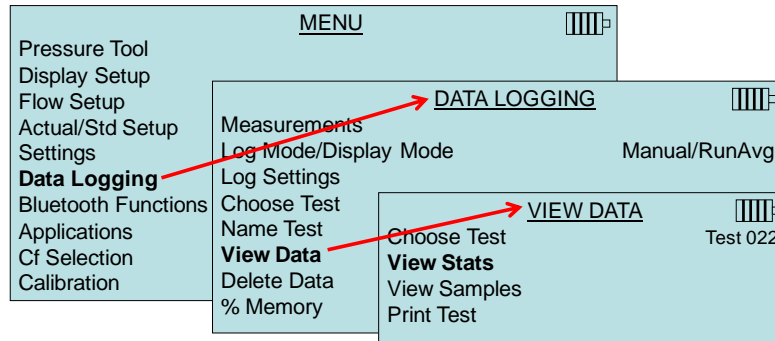 MENU
Pressure Tool
Display Setup
Flow Setup
Actual/Std Setup
Settings
Data Logging
Bluetooth Functions
Applications
Cf Selection
Calibration
DATA LOGGING
Measurements
Log Mode/Display Mode Manual/RunAvg
Log Settings
Choose Test
Name Test
View Data
Delete Data
% Memory
VIEW DATA
Choose Test Test 022
View Stats
View Samples
Print Test